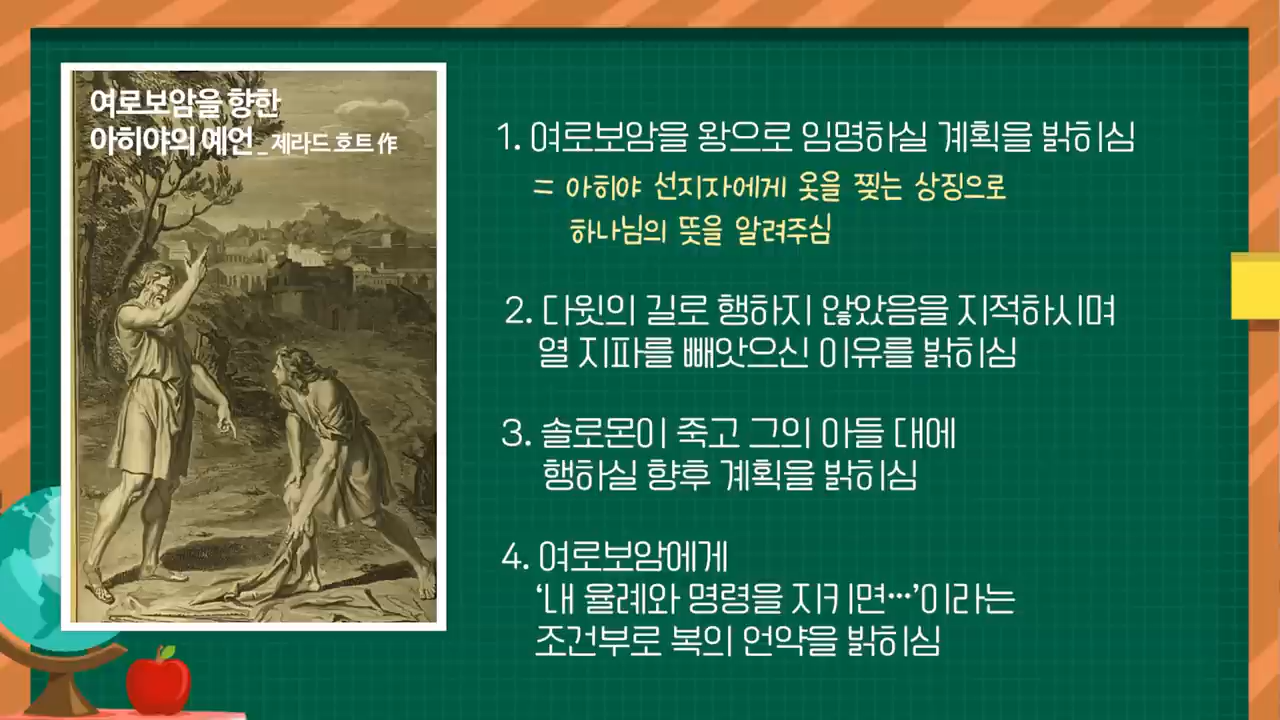 여로보암을 향한
아히야의 예언 _ 제라드 호트 作
1. 여로보암을 왕으로 임명하실 계획을 밝히심
= 아히야 선지자에게 옷을 찢는 상징으로
하나님의 뜻을 알려주심
2. 다윗의 길로 행하지 않았음을 지적하시며
열 지파를 빼앗으신 이유를 밝히심
3. 솔로몬이 죽고 그의 아들 대에
행하실 향후 계획을 밝히심
4. 여로보암에게
‘내 율례와 명령을 지키면…’이라는
조건부로 복의 언약을 밝히심